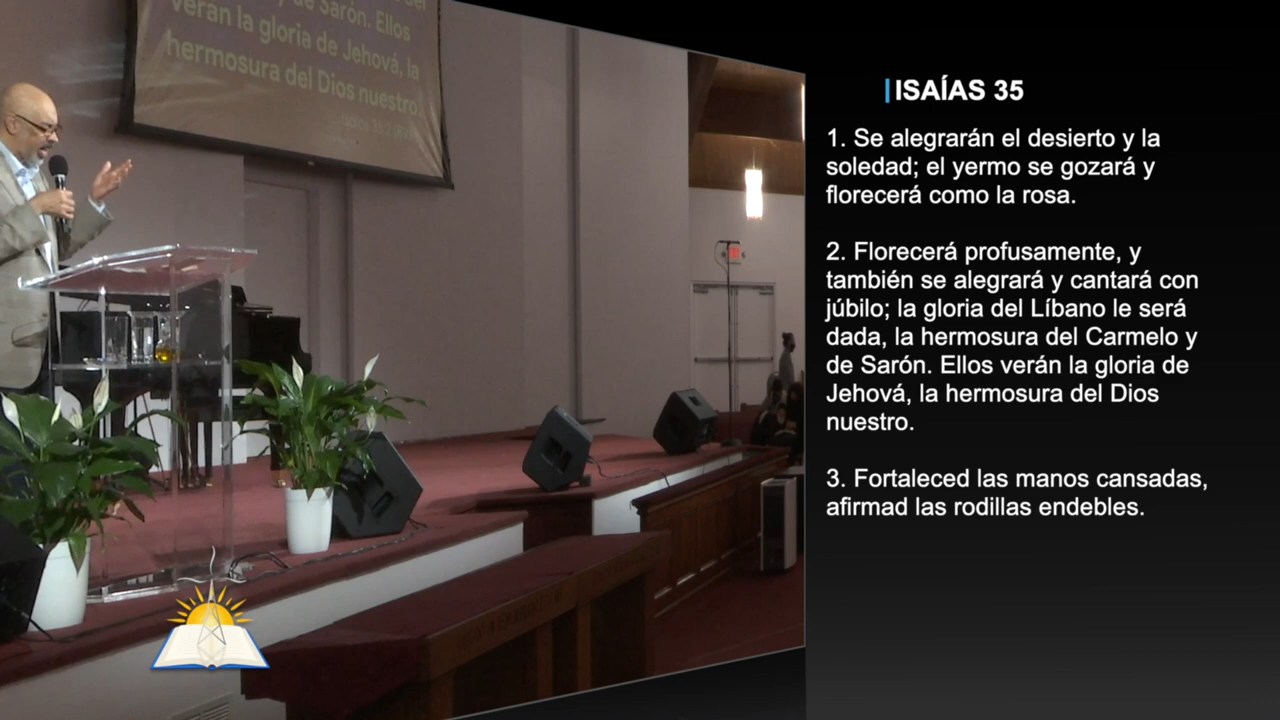 de Sarón. Ellos
verán la gloria de Jehová, la
hermosura del Dios nuestro.
ISAÍAS 35
1. Se alegrarán el desierto y la
soledad; el yermo se gozará y
florecerá como la rosa.
2. Florecerá profusamente, y
también se alegrará y cantará con
júbilo; la gloria del Líbano le será
dada, la hermosura del Carmelo y
de Sarón. Ellos verán la gloria de
Jehová, la hermosura del Dios
nuestro.
3. Fortaleced las manos cansadas,
afirmad las rodillas endebles.